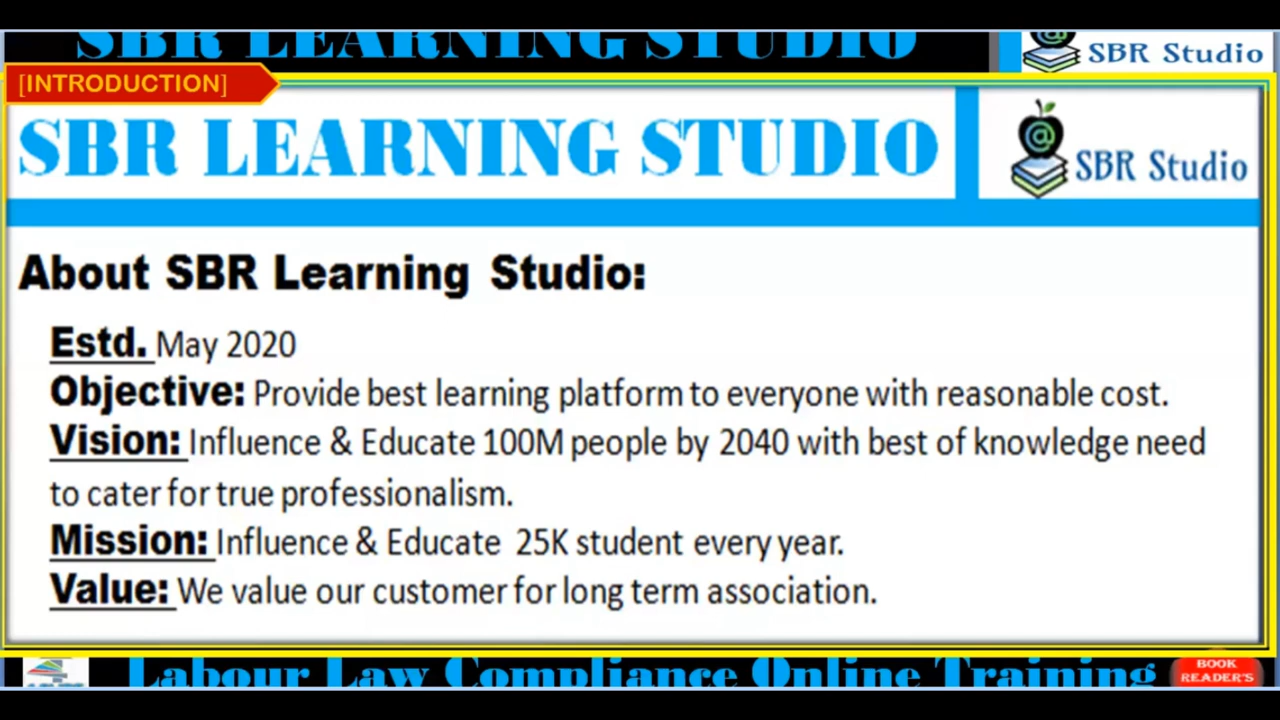 SBR LEARNING STUDIO
SBR Studio
[INTRODUCTION]
SBR LEARNING STUDIO
@
SBR Studio
About SBR Learning Studio:
Estd. May 2020
Objective: Provide best learning platform to everyone with reasonable cost.
Vision: Influence & Educate 100M people by 2040 with best of knowledge need
to cater for true professionalism.
Mission: Influence & Educate 25K student every year.
Value: We value our customer for long term association.
Labour Law Compliance Online Training
BOOK
READER'S